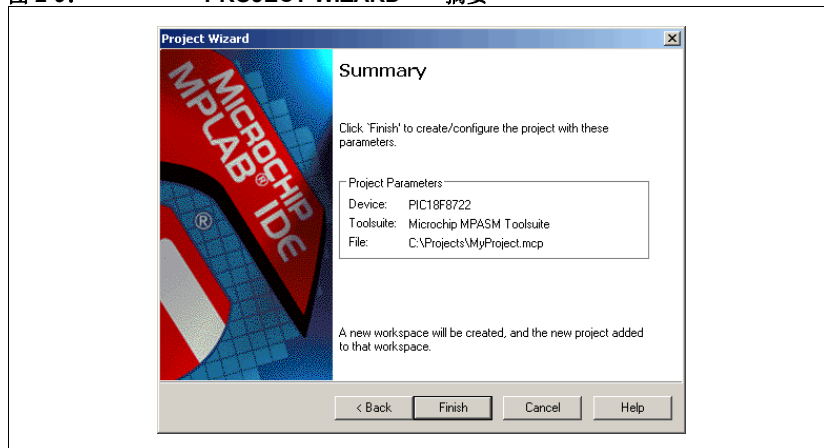 PROJECT WIZARD
摘要
Project Wizard
MICROCHIP
MPLAB® IDE
®
Summary
Click 'Finish' to create/configure the project with these
parameters.
Project Parameters
Device: PIC18F8722
Toolsuite: Microchip MPASM Toolsuite
File: C:\Projects\MyProject.mcp
A new workspace will be created, and the new project added
to that workspace.
< Back Finish Cancel Help